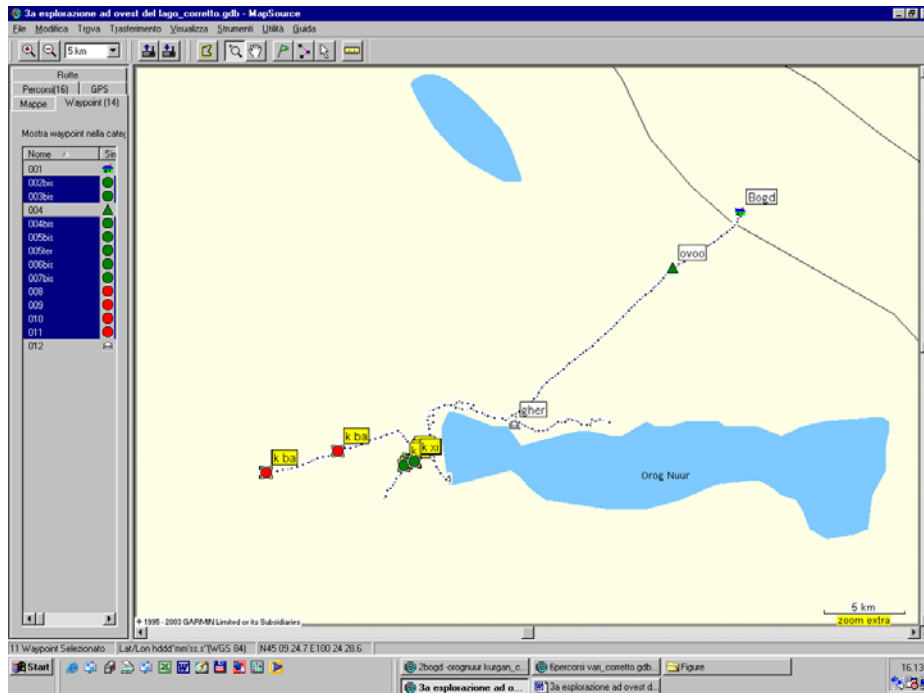 3a esplorazione ad ovest del lago_corretto.gdb - MapSource
File Modifica Trova Trasferimento Visualizza Strumenti Utilità Guida
5 km
Rotte
Percorsi(16) GPS
Mappe Waypoint (14)
Mostra waypoint nella categ
Nome Sim
001
002bis
003bis
004
004bis
005bis
005ter
006bis
007bis
008
009
010
011
012
Bogd
ovoo
gher
k ba
k xi
k
k ba
Orog Nuur
5 km
zoom extra
© 1995 - 2003 GARMIN Limited or its Subsidiaries
11 Waypoint Selezionato Lat/Lon hddd°mm'ss.s"(WGS 84) N45 09 24.7 E100 24 28.6
Start
2bogd -orognuur kurgan_c...
6percorsi vari_corretto.gdb...
Figure
16.13
3a esplorazione ad o...
3a esplorazione ad ovest d...